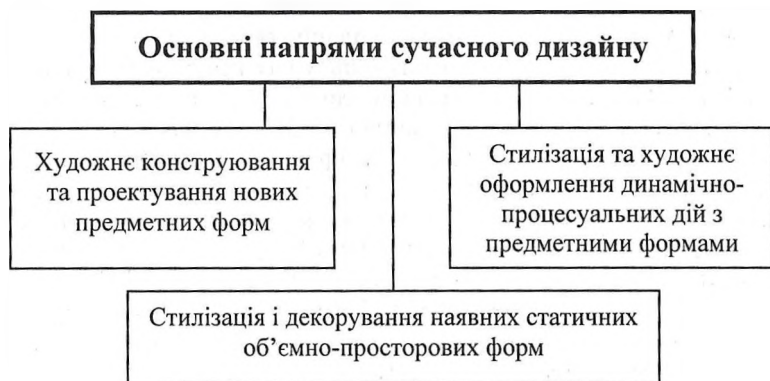 Основні напрями сучасного дизайну
Художнє конструювання
та проектування нових
предметних форм
Стилізація та художнє
оформлення динамічно-
процесуальних дій з
предметними формами
Стилізація і декорування наявних статичних
об’ємно-просторових форм